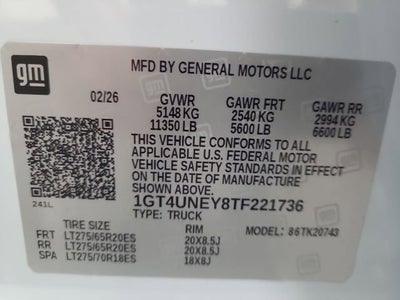 gm
MFD BY GENERAL MOTORS LLC
02/26 GVWR GAWR FRT GAWR RR
5148 KG 2540 KG 2994 KG
11350 LB 5600 LB 6600 LB
THIS VEHICLE CONFORMS TO ALL
APPLICABLE U.S. FEDERAL MOTOR
VEHICLE SAFETY STANDARDS IN EFFECT
ON THE DATE OF MANUFACTURE SHOWN
ABOVE.
241L 1GT4UNEY8TF221736
TYPE: TRUCK MODEL: 86TK20743
TIRE SIZE RIM
FRT LT275/65R20ES 20X8.5J
RR LT275/65R20ES 20X8.5J
SPA LT275/70R18ES 18X8J